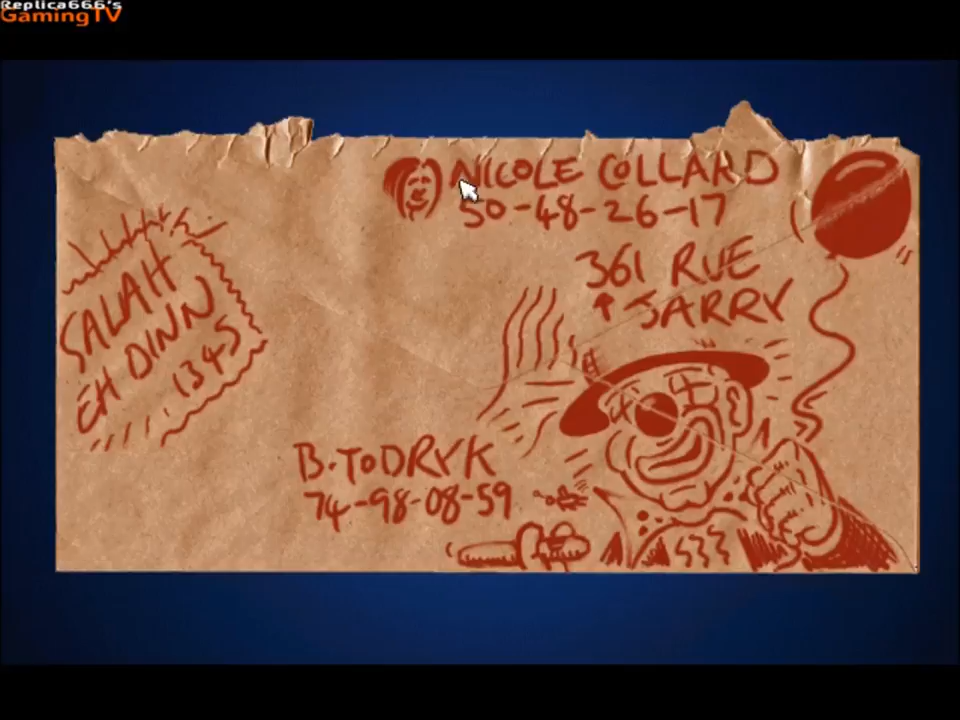 Replica666's
GamingTV
NICOLE COLLARD
50-48-26-17
361 RUE
JARRY
SALAH
EH DINN
1345
B. TODRYK
74-98-08-59